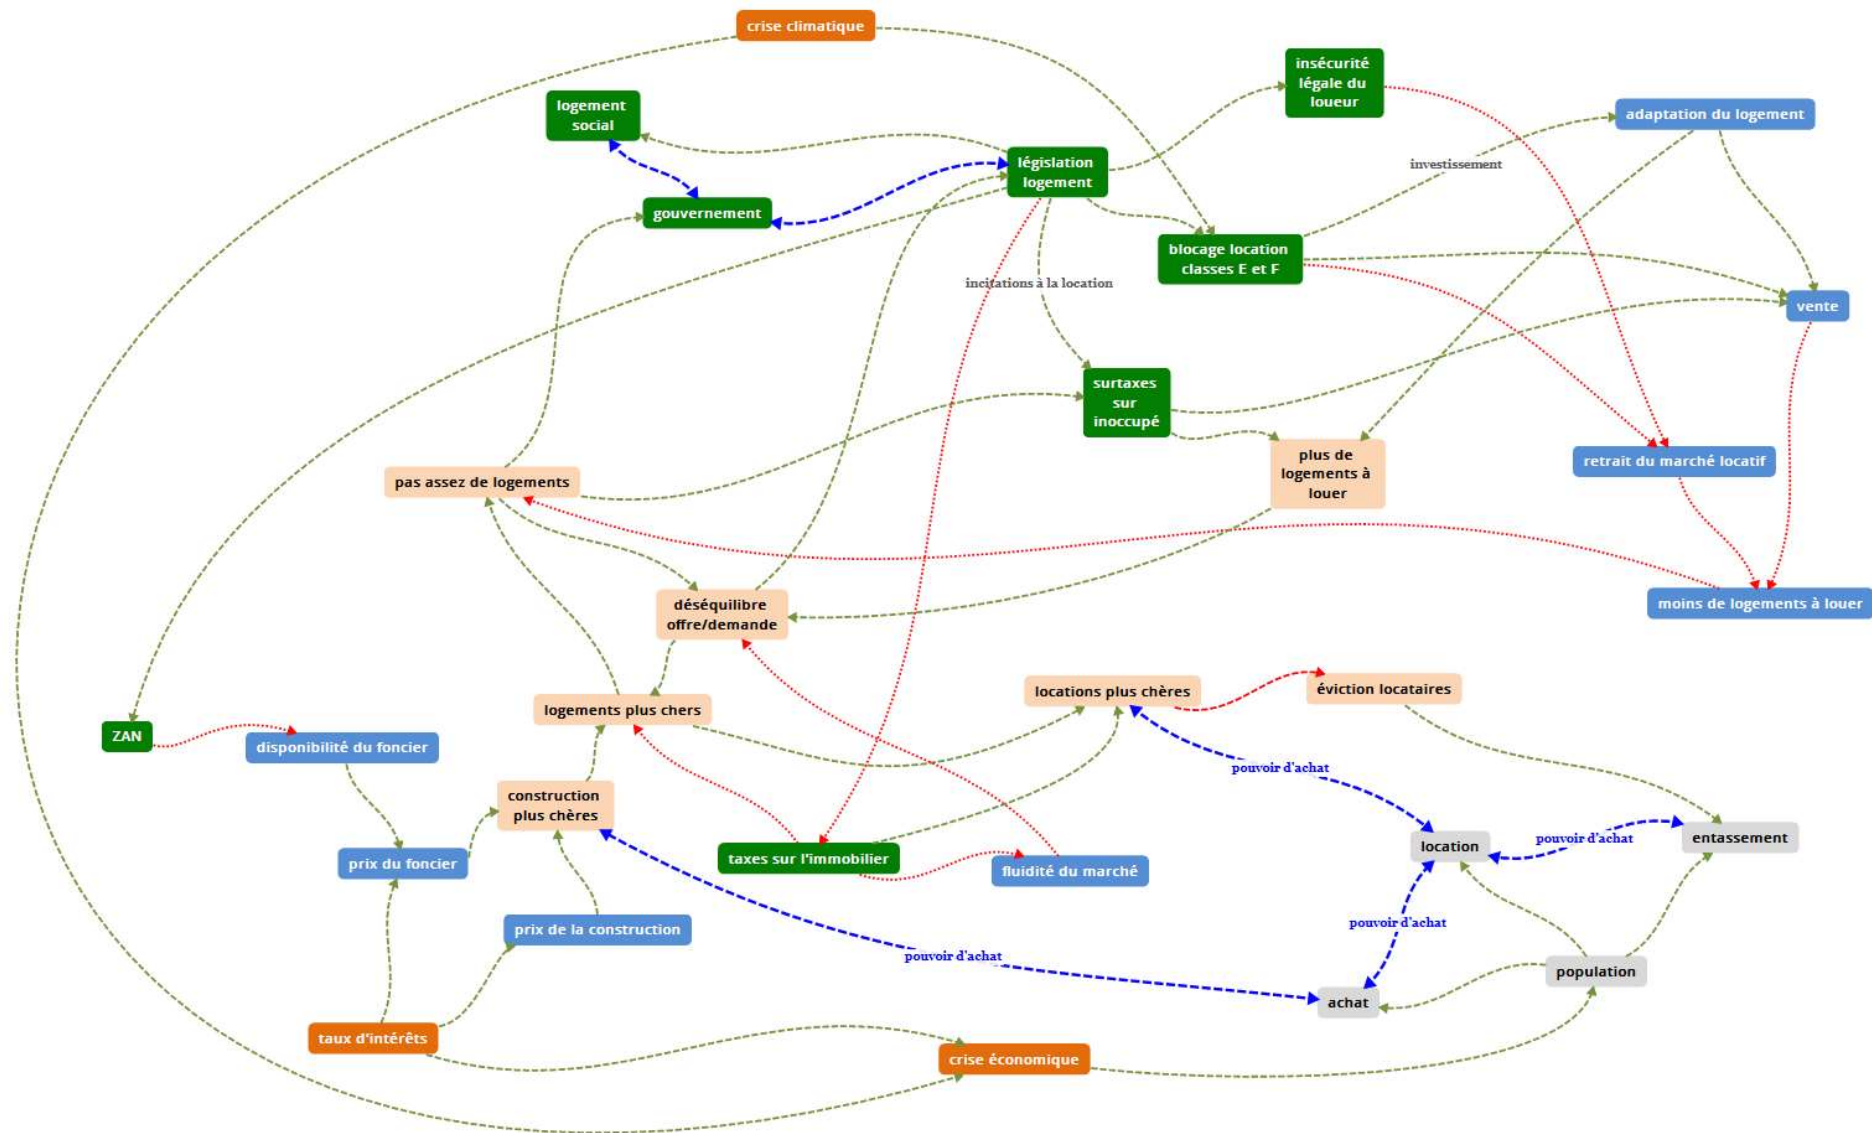 crise climatique
insécurité
légale du
loueur
logement
social
adaptation du logement
législation
logement
investissement
gouvernement
blocage location
classes E et F
incitations à la location
vente
surtaxes
sur
inoccupé
plus de
logements à
louer
retrait du marché locatif
pas assez de logements
déséquilibre
offre/demande
moins de logements à louer
locations plus chères
éviction locataires
logements plus chers
ZAN
disponibilité du foncier
pouvoir d'achat
construction
plus chères
pouvoir d'achat
entassement
location
taxes sur l'immobilier
prix du foncier
fluidité du marché
pouvoir d'achat
prix de la construction
pouvoir d'achat
population
achat
taux d'intérêts
crise économique